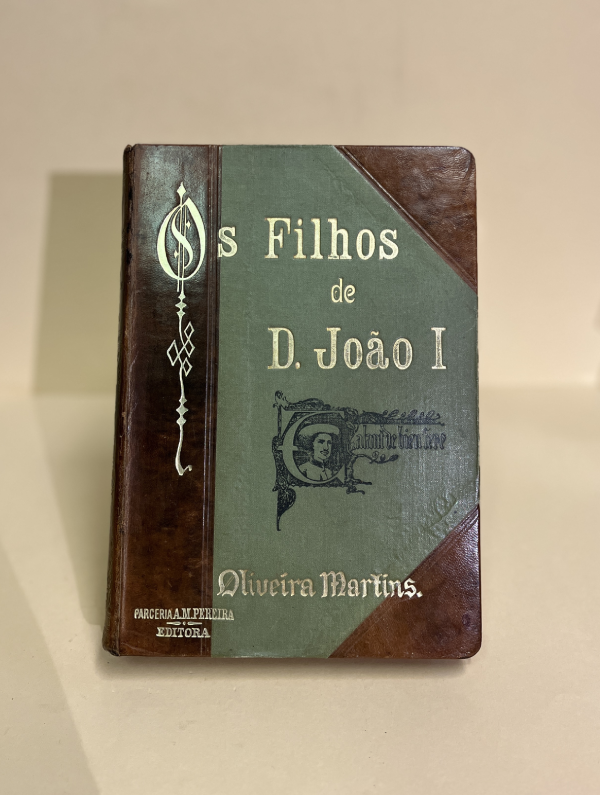 Os Filhos
de
D. João I
Oliveira Martins.
PARCERIA A. M. PEREIRA
EDITORA